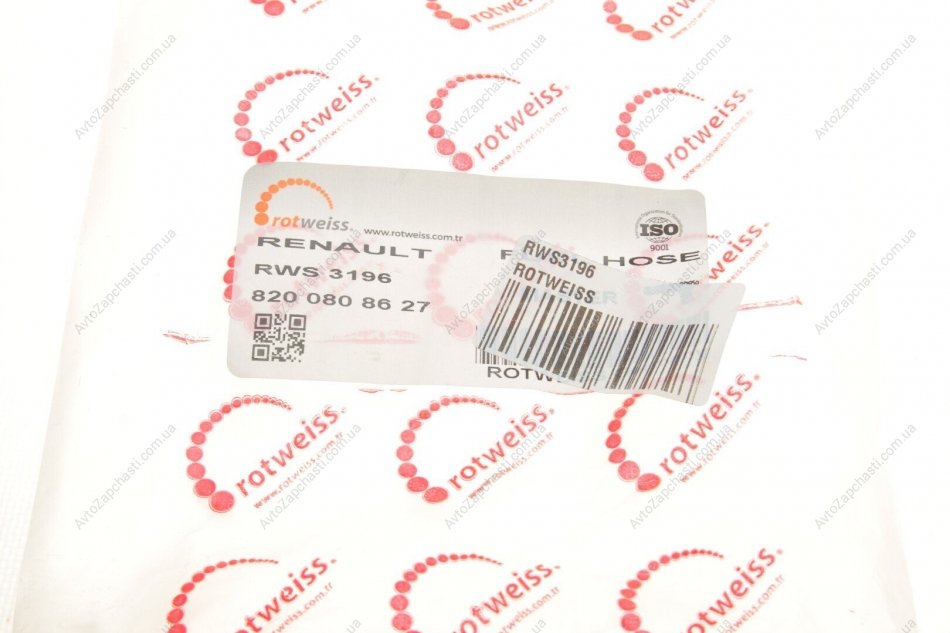 rotweiss.
www.rotweiss.com.tr
ISO
9001
RENAULT HOSE
RWS 3196
820 080 86 27
RWS3196
ROTWEISS
rotweiss.
www.rotweiss.com.tr
AvtoZapchasti.com.ua